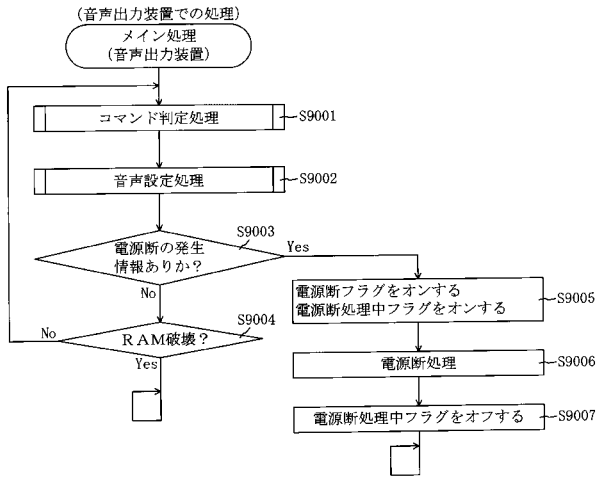 (音声出力装置での処理)
メイン処理
(音声出力装置)
コマンド判定処理
S9001
音声設定処理
S9002
電源断の発生
情報ありか？
S9003
Yes
No
電源断フラグをオンする
電源断処理中フラグをオンする
S9005
RAM破壊？
S9004
No
Yes
電源断処理
S9006
電源断処理中フラグをオフする
S9007